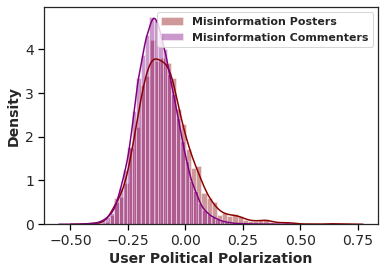 Misinformation Posters
Misinformation Commenters
Density
4
3
2
1
0
−0.50
−0.25
0.00
0.25
0.50
0.75
User Political Polarization